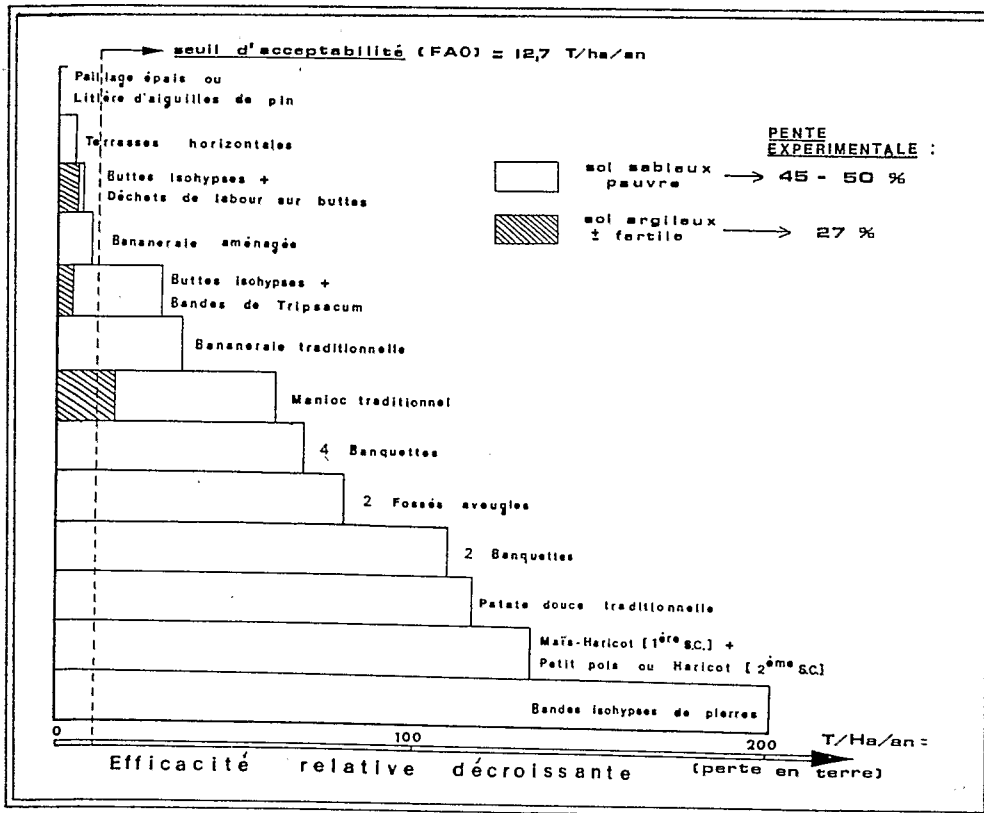 seuil d'acceptabilité (FAO) = 12,7 T/ha/an
Paillage épais ou
Litière d'aiguilles de pin
Terrasses horizontales
Buttes isohypses +
Déchets de labour sur buttes
Bananeraie aménagée
Buttes isohypses +
Bandes de Tripsacum
Bananeraie traditionnelle
Manioc traditionnel
4 Banquettes
2 Fossés aveugles
2 Banquettes
Patate douce traditionnelle
Maïs-Haricot [1ère S.C.] +
Petit pois ou Haricot [2ème S.C.]
Bandes isohypses de pierres
PENTE
EXPERIMENTALE :
sol sableux
pauvre
45 - 50 %
sol argileux
± fertile
27 %
0
100
200
T/Ha/an=
Efficacité relative décroissante
(perte en terre)